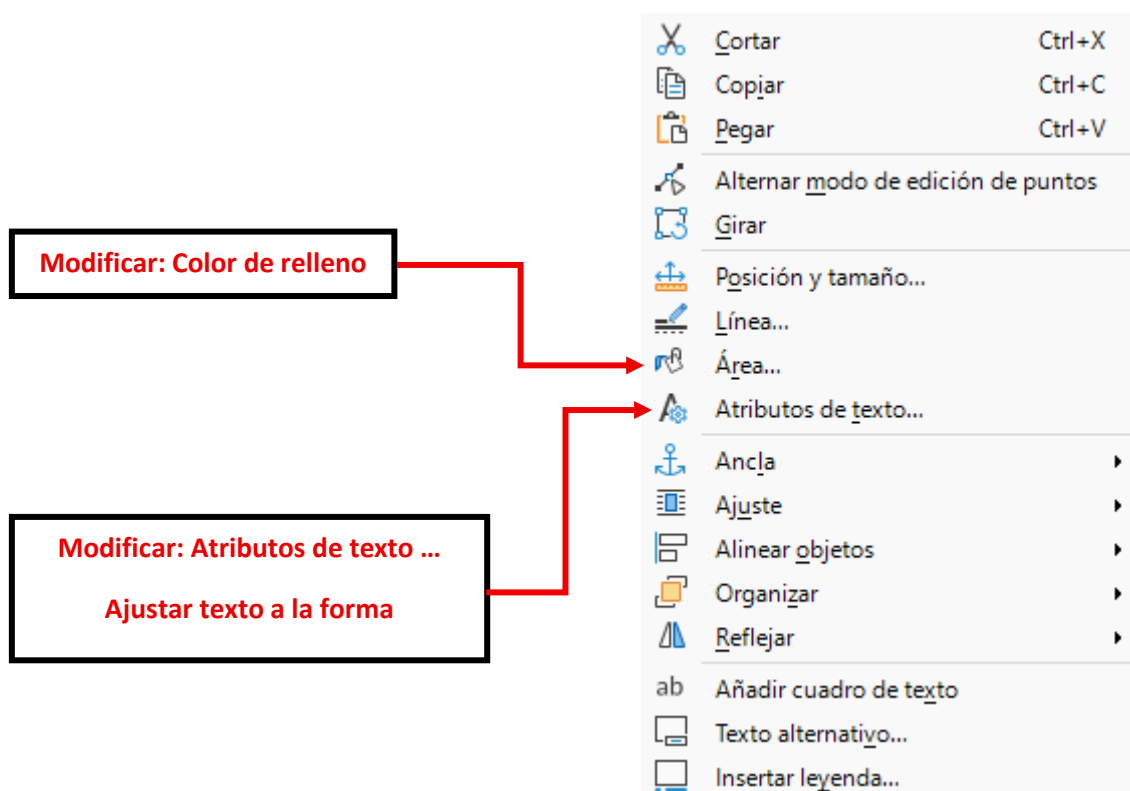 Cortar Ctrl+X
Copiar Ctrl+C
Pegar Ctrl+V
Alternar modo de edición de puntos
Girar
Modificar: Color de relleno
Posición y tamaño...
Línea...
Área...
Atributos de texto...
Ancla
Ajuste
Modificar: Atributos de texto ...
Ajustar texto a la forma
Alinear objetos
Organizar
Reflejar
ab Añadir cuadro de texto
Texto alternativo...
Insertar leyenda...